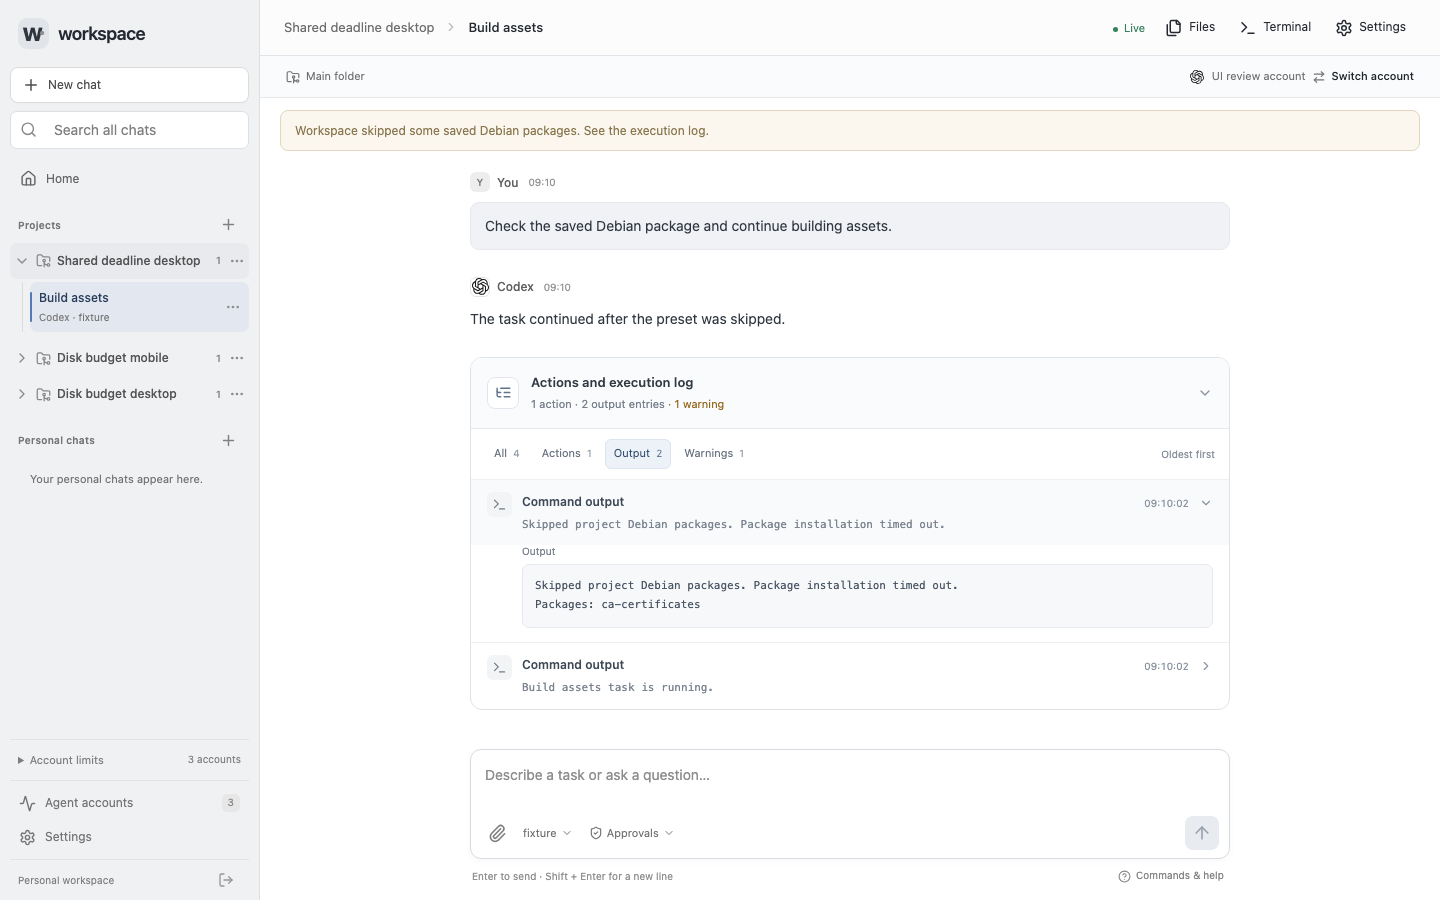 workspace
New chat
Search all chats
Home
Projects
Shared deadline desktop 1
Build assets
Codex · fixture
Disk budget mobile 1
Disk budget desktop 1
Personal chats
Your personal chats appear here.
Account limits 3 accounts
Agent accounts 3
Settings
Personal workspace
Shared deadline desktop > Build assets
Live Files Terminal Settings
Main folder
UI review account Switch account
Workspace skipped some saved Debian packages. See the execution log.
Y You 09:10
Check the saved Debian package and continue building assets.
Codex 09:10
The task continued after the preset was skipped.
Actions and execution log
1 action · 2 output entries · 1 warning
All 4 Actions 1 Output 2 Warnings 1 Oldest first
Command output 09:10:02
Skipped project Debian packages. Package installation timed out.
Output
Skipped project Debian packages. Package installation timed out.
Packages: ca-certificates
Command output 09:10:02
Build assets task is running.
Describe a task or ask a question...
fixture Approvals
Enter to send · Shift + Enter for a new line
Commands & help